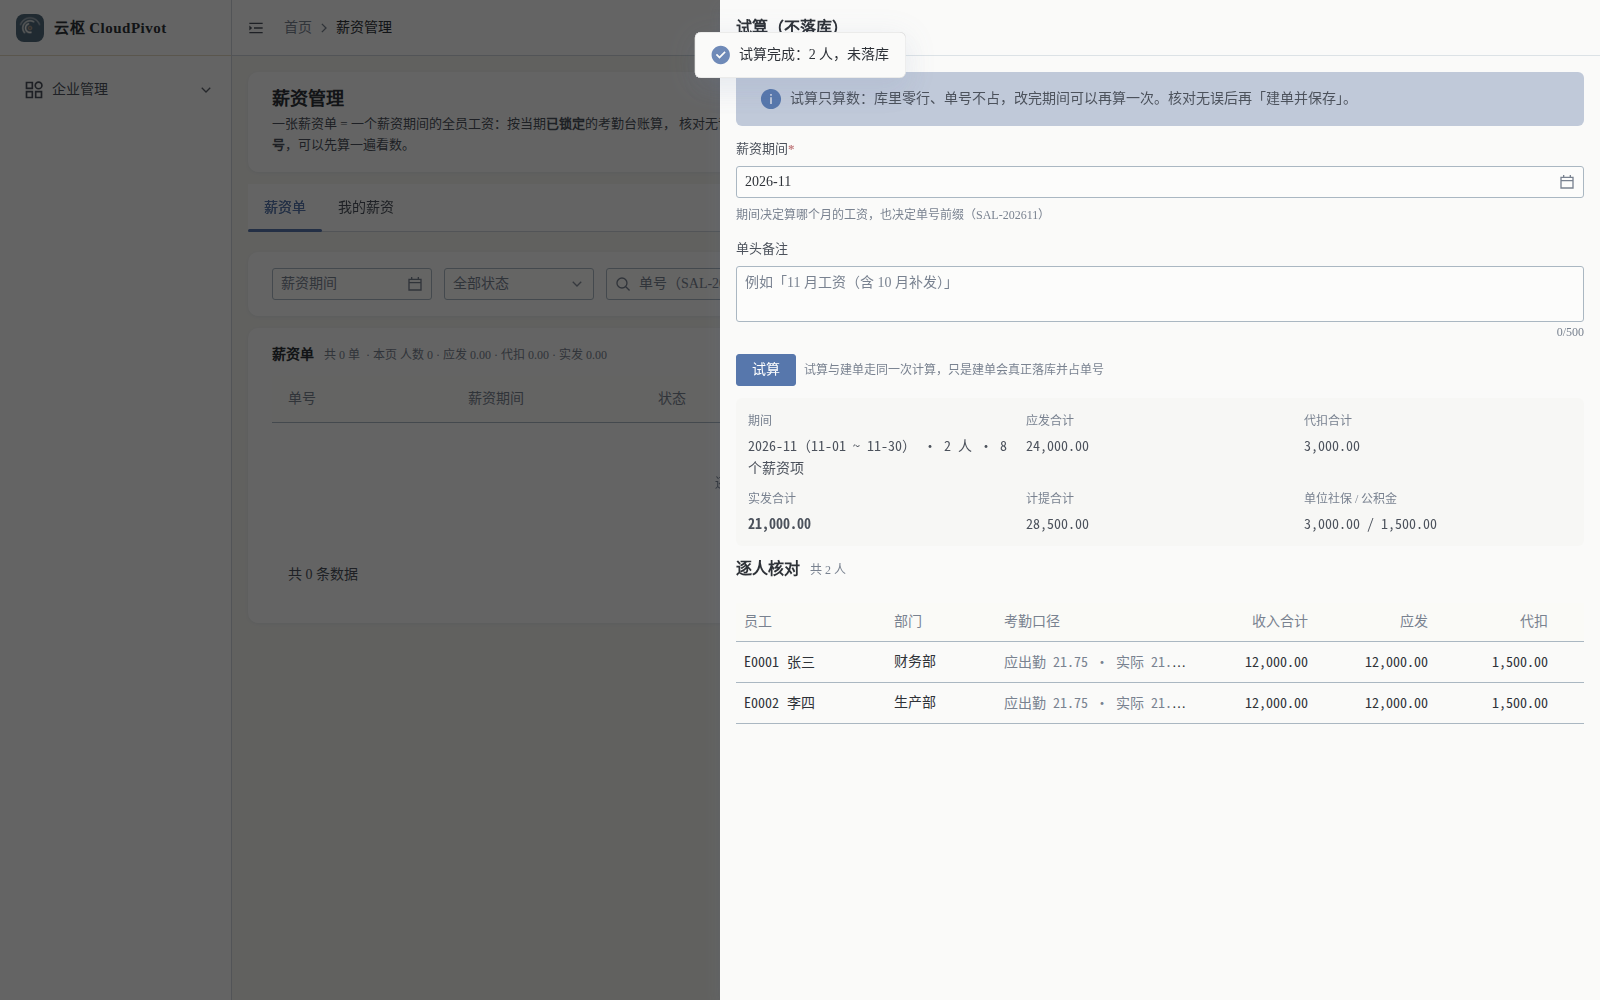 云枢 CloudPivot
首页 > 薪资管理
企业管理
薪资管理
一张薪资单 = 一个薪资期间的全员工资：按当期已锁定的考勤台账算， 核对无
号，可以先算一遍看数。
薪资单
我的薪资
薪资期间
全部状态
单号（SAL-2
薪资单 共 0 单 · 本页 人数 0 · 应发 0.00 · 代扣 0.00 · 实发 0.00
单号 薪资期间 状态
共 0 条数据
试算（不落库）
试算完成：2 人，未落库
试算只算数：库里零行、单号不占，改完期间可以再算一次。核对无误后再「建单并保存」。
薪资期间*
2026-11
期间决定算哪个月的工资，也决定单号前缀（SAL-202611）
单头备注
例如「11 月工资（含 10 月补发）」
0/500
试算 试算与建单走同一次计算，只是建单会真正落库并占单号
期间 应发合计 代扣合计
2026-11（11-01 ~ 11-30） · 2 人 · 8 24,000.00 3,000.00
个薪资项
实发合计 计提合计 单位社保 / 公积金
21,000.00 28,500.00 3,000.00 / 1,500.00
逐人核对 共 2 人
员工 部门 考勤口径 收入合计 应发 代扣
E0001 张三 财务部 应出勤 21.75 · 实际 21.… 12,000.00 12,000.00 1,500.00
E0002 李四 生产部 应出勤 21.75 · 实际 21.… 12,000.00 12,000.00 1,500.00